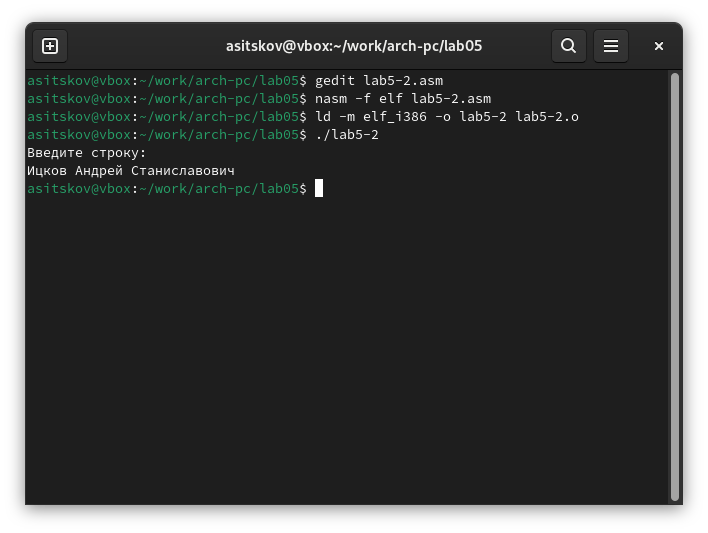 asitskov@vbox:~/work/arch-pc/lab05
asitskov@vbox:~/work/arch-pc/lab05$ gedit lab5-2.asm
asitskov@vbox:~/work/arch-pc/lab05$ nasm -f elf lab5-2.asm
asitskov@vbox:~/work/arch-pc/lab05$ ld -m elf_i386 -o lab5-2 lab5-2.o
asitskov@vbox:~/work/arch-pc/lab05$ ./lab5-2
Введите строку:
Ицков Андрей Станиславович
asitskov@vbox:~/work/arch-pc/lab05$